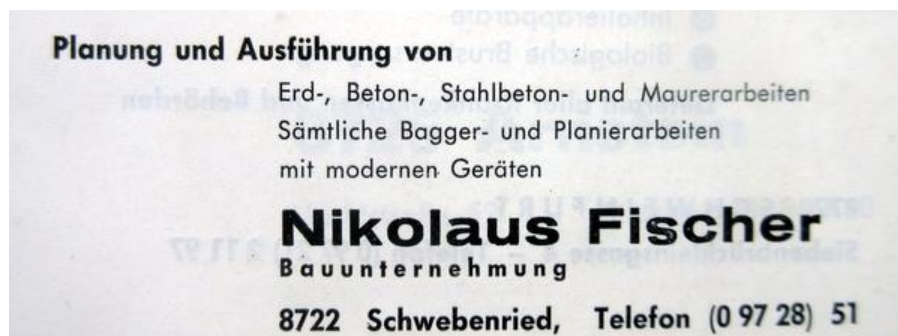 Planung und Ausführung von
Erd-, Beton-, Stahlbeton- und Maurerarbeiten
Sämtliche Bagger- und Planierarbeiten
mit modernen Geräten
Nikolaus Fischer
Bauunternehmung
8722 Schwebenried, Telefon (0 97 28) 51